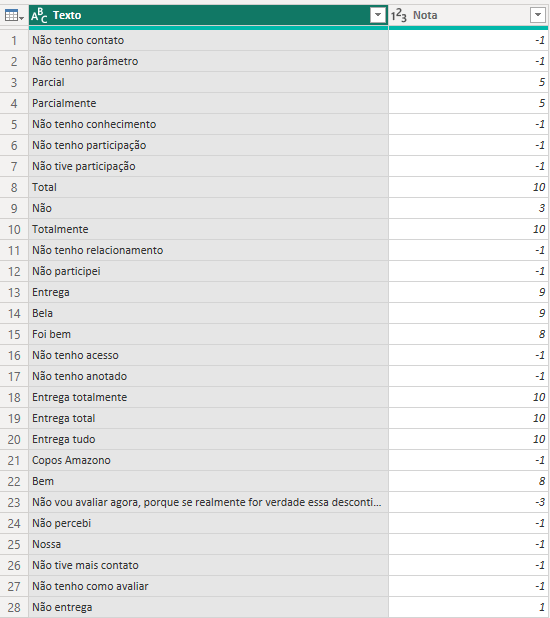 ABC Texto 123 Nota
1 Não tenho contato -1
2 Não tenho parâmetro -1
3 Parcial 5
4 Parcialmente 5
5 Não tenho conhecimento -1
6 Não tenho participação -1
7 Não tive participação -1
8 Total 10
9 Não 3
10 Totalmente 10
11 Não tenho relacionamento -1
12 Não participei -1
13 Entrega 9
14 Bela 9
15 Foi bem 8
16 Não tenho acesso -1
17 Não tenho anotado -1
18 Entrega totalmente 10
19 Entrega total 10
20 Entrega tudo 10
21 Copos Amazono -1
22 Bem 8
23 Não vou avaliar agora, porque se realmente for verdade essa desconti... -3
24 Não percebi -1
25 Nossa -1
26 Não tive mais contato -1
27 Não tenho como avaliar -1
28 Não entrega 1